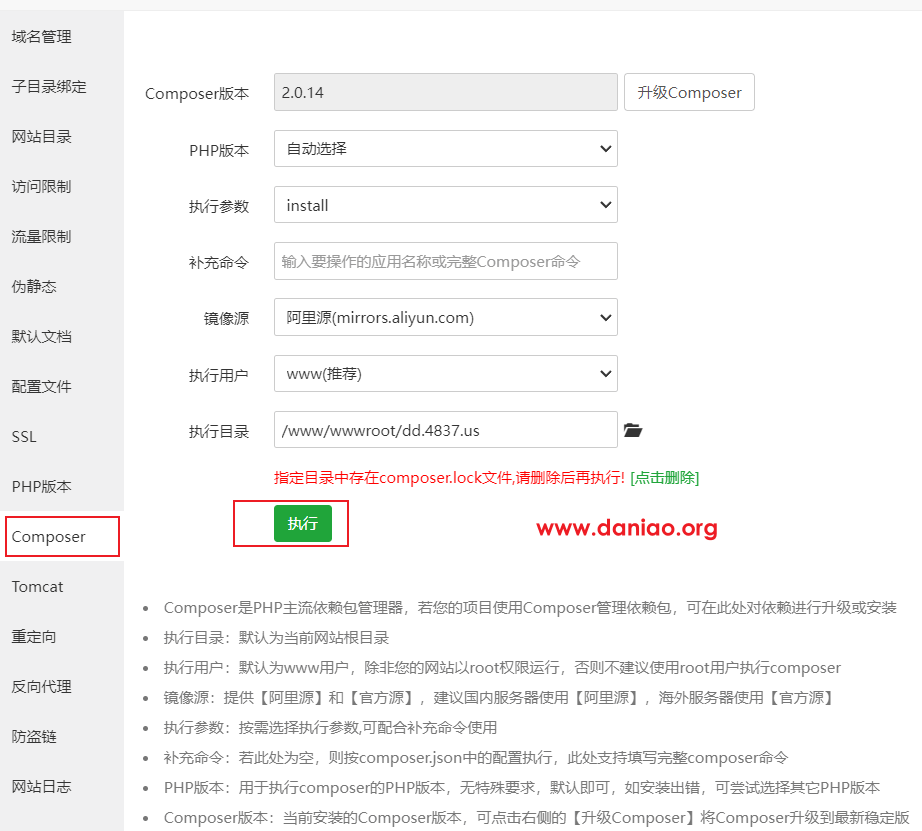 域名管理
子目录绑定
网站目录
访问限制
流量限制
伪静态
默认文档
配置文件
SSL
PHP版本
Composer
Tomcat
重定向
反向代理
防盗链
网站日志
Composer版本 2.0.14 升级Composer
PHP版本 自动选择
执行参数 install
补充命令 输入要操作的应用名称或完整Composer命令
镜像源 阿里源(mirrors.aliyun.com)
执行用户 www(推荐)
执行目录 /www/wwwroot/dd.4837.us
指定目录中存在composer.lock文件,请删除后再执行! [点击删除]
执行
www.daniao.org
Composer是PHP主流依赖包管理器，若您的项目使用Composer管理依赖包，可在此处对依赖进行升级或安装
执行目录：默认为当前网站根目录
执行用户：默认为www用户，除非您的网站以root权限运行，否则不建议使用root用户执行composer
镜像源：提供【阿里源】和【官方源】，建议国内服务器使用【阿里源】，海外服务器使用【官方源】
执行参数：按需选择执行参数,可配合补充命令使用
补充命令：若此处为空，则按composer.json中的配置执行，此处支持填写完整composer命令
PHP版本：用于执行composer的PHP版本，无特殊要求，默认即可，如安装出错，可尝试选择其它PHP版本
Composer版本：当前安装的Composer版本，可点击右侧的【升级Composer】将Composer升级到最新稳定版